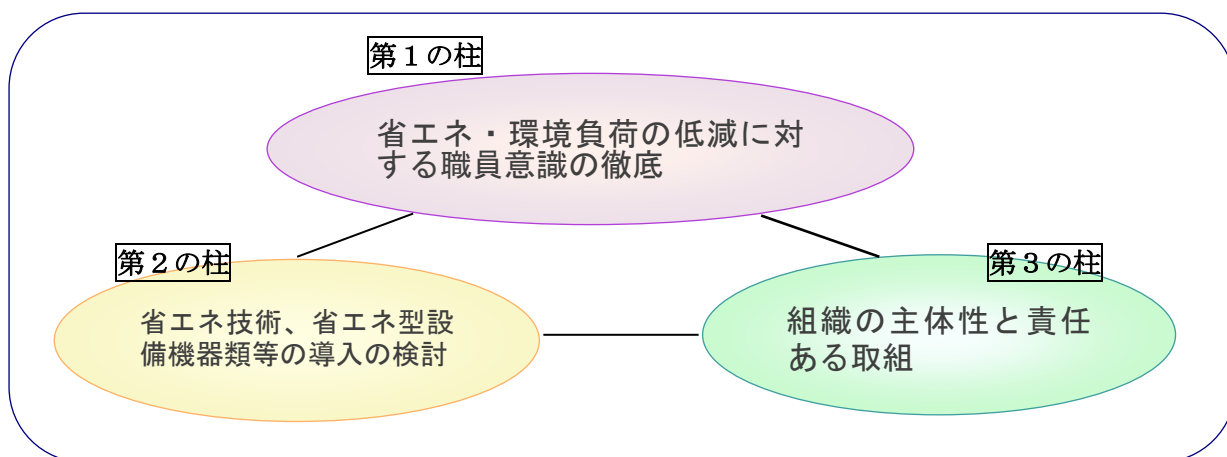 第１の柱
省エネ・環境負荷の低減に対
する職員意識の徹底
第２の柱
省エネ技術、省エネ型設
備機器類等の導入の検討
第３の柱
組織の主体性と責任
ある取組